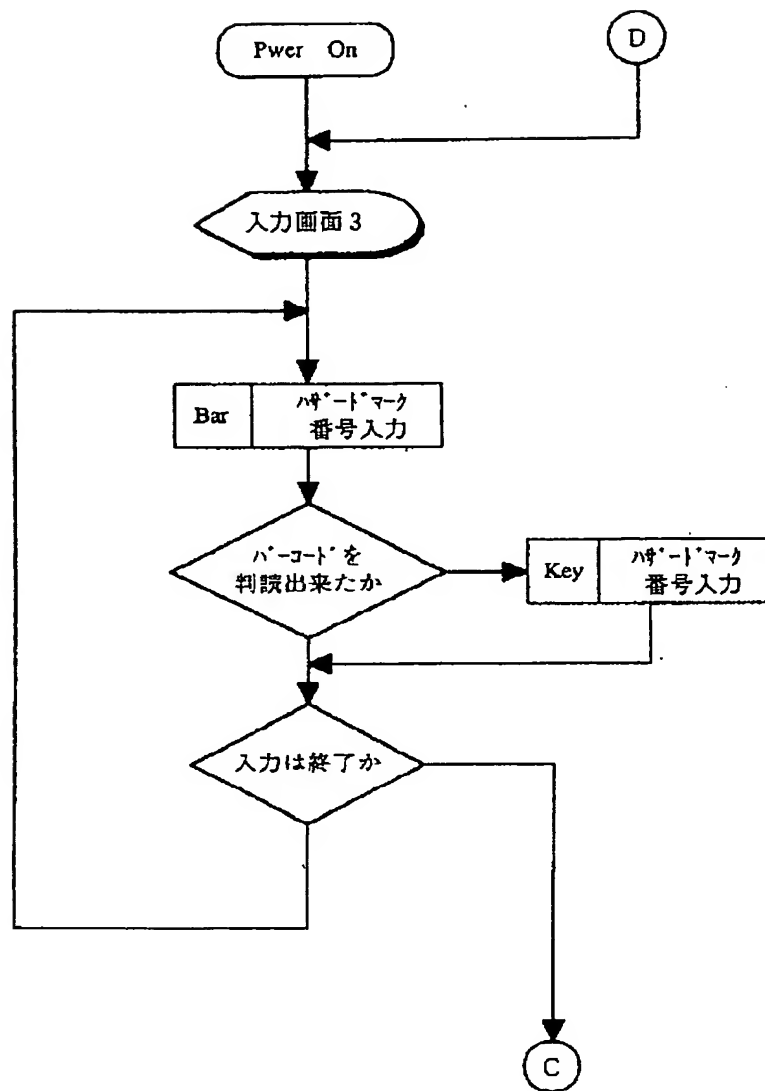 Pwer On
D
入力画面3
Bar
ﾊｻﾞｰﾄﾞﾏｰｸ
番号入力
ﾊﾞｰｺｰﾄﾞを
判読出来たか
Key
ﾊｻﾞｰﾄﾞﾏｰｸ
番号入力
入力は終了か
C